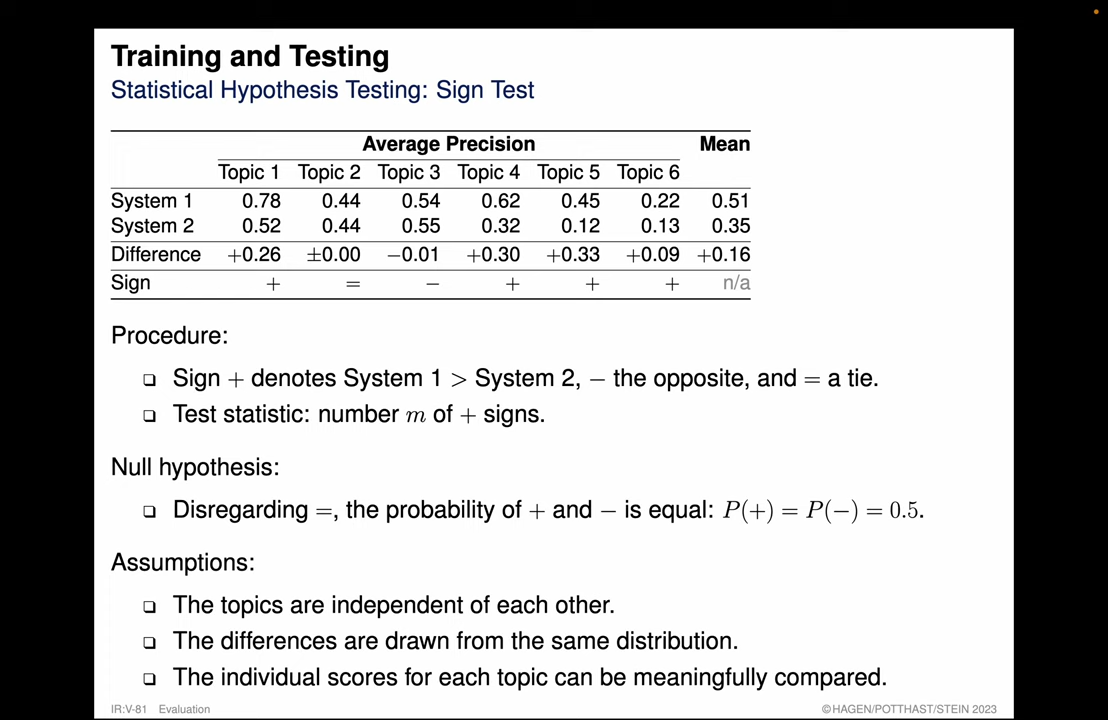 Training and Testing
Statistical Hypothesis Testing: Sign Test
Average Precision Mean
Topic 1 Topic 2 Topic 3 Topic 4 Topic 5 Topic 6
System 1 0.78 0.44 0.54 0.62 0.45 0.22 0.51
System 2 0.52 0.44 0.55 0.32 0.12 0.13 0.35
Difference +0.26 ±0.00 −0.01 +0.30 +0.33 +0.09 +0.16
Sign + = − + + + n/a
Procedure:
❑ Sign + denotes System 1 > System 2, − the opposite, and = a tie.
❑ Test statistic: number m of + signs.
Null hypothesis:
❑ Disregarding =, the probability of + and − is equal: P(+) = P(−) = 0.5.
Assumptions:
❑ The topics are independent of each other.
❑ The differences are drawn from the same distribution.
❑ The individual scores for each topic can be meaningfully compared.
IR:V-81 Evaluation ©HAGEN/POTTHAST/STEIN 2023